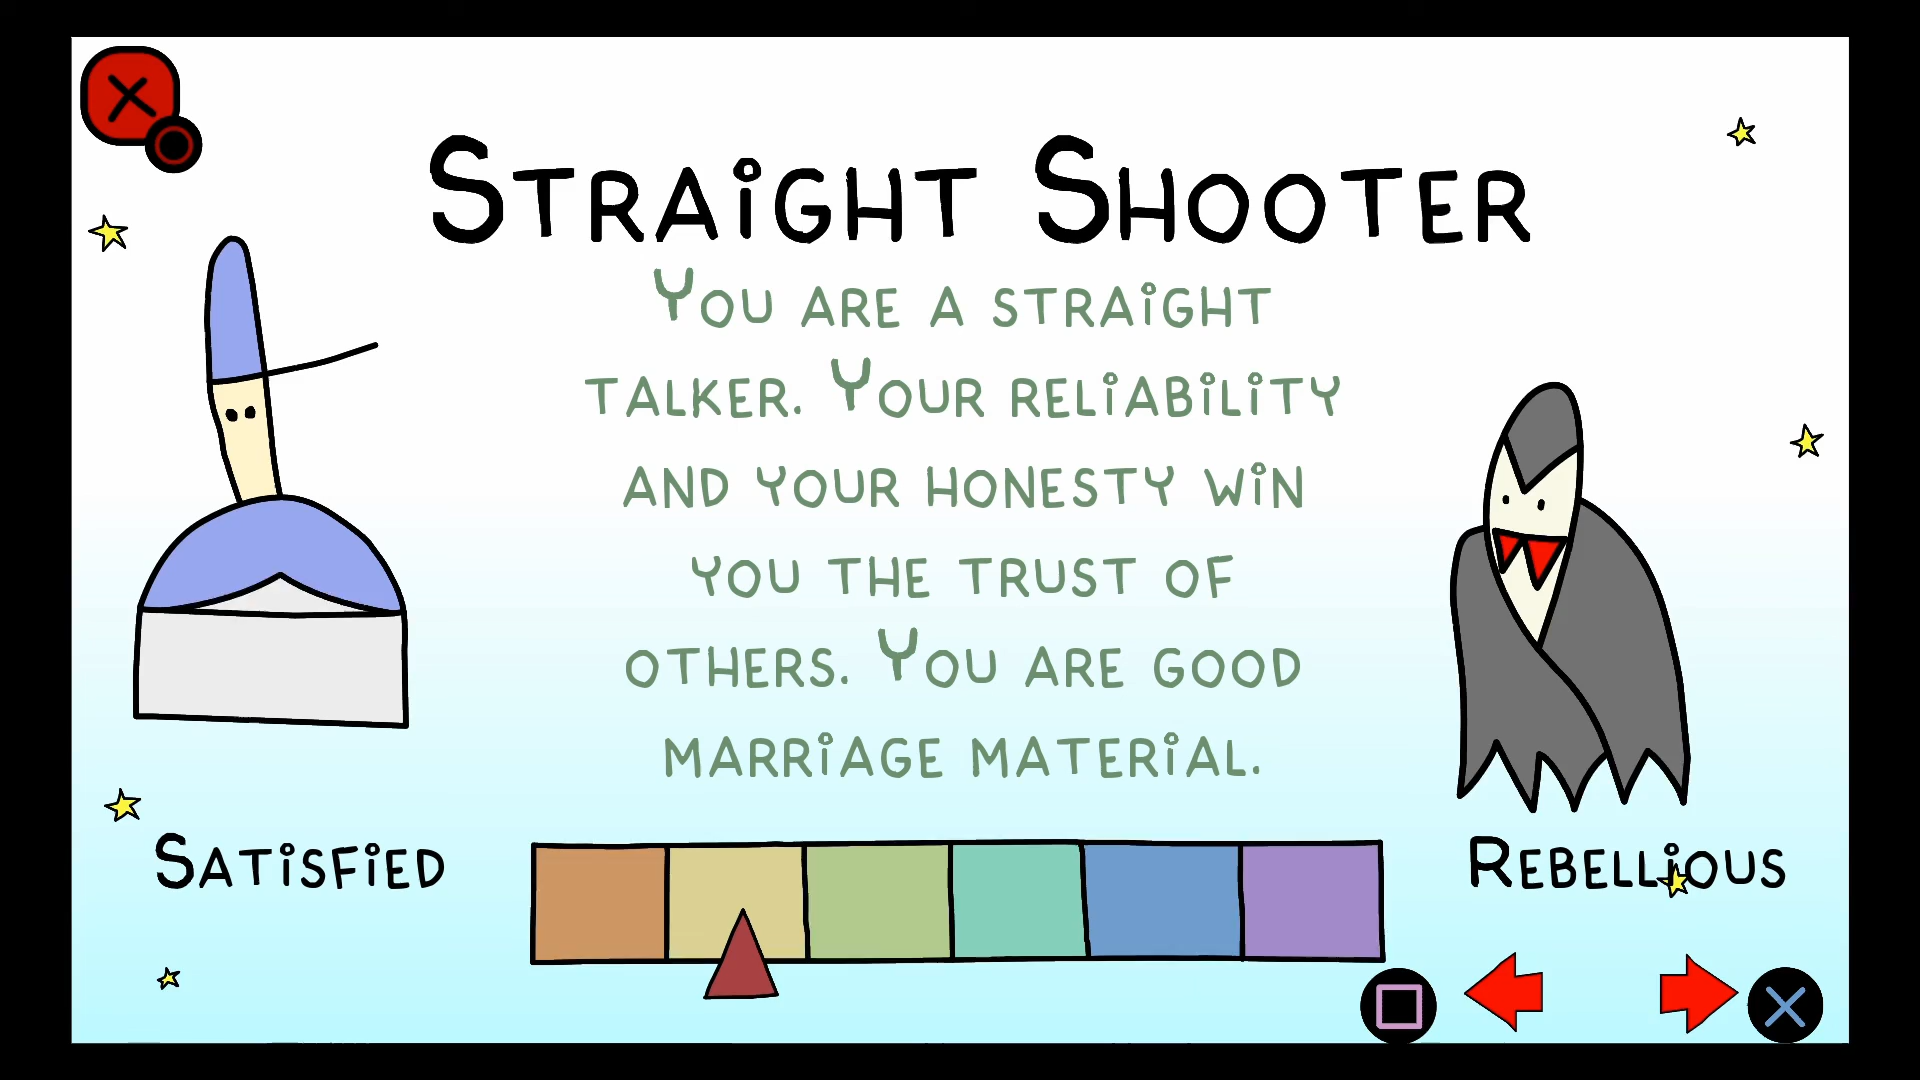 Straight Shooter
You are a straight
talker. Your reliability
and your honesty win
you the trust of
others. You are good
marriage material.
Satisfied
Rebellious